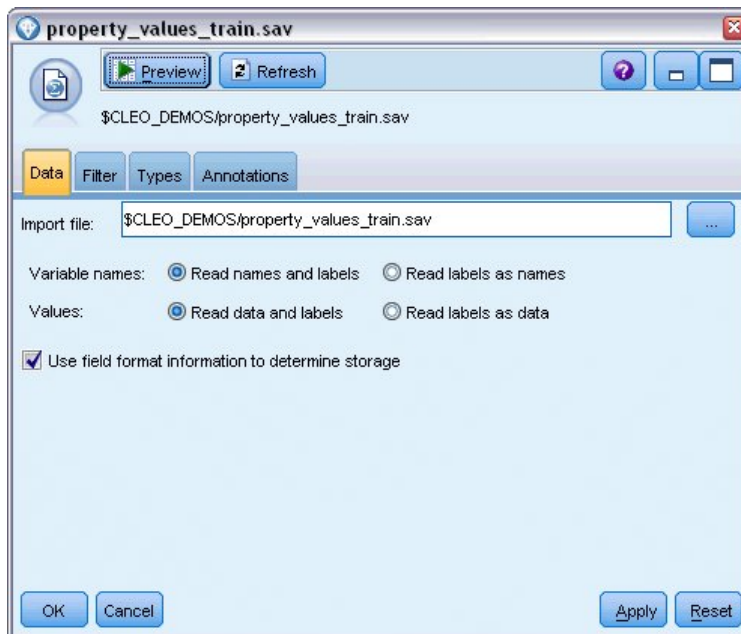 property_values_train.sav
Preview Refresh
$CLEO_DEMOS/property_values_train.sav
Data Filter Types Annotations
Import file: $CLEO_DEMOS/property_values_train.sav ...
Variable names: Read names and labels Read labels as names
Values: Read data and labels Read labels as data
Use field format information to determine storage
OK Cancel Apply Reset